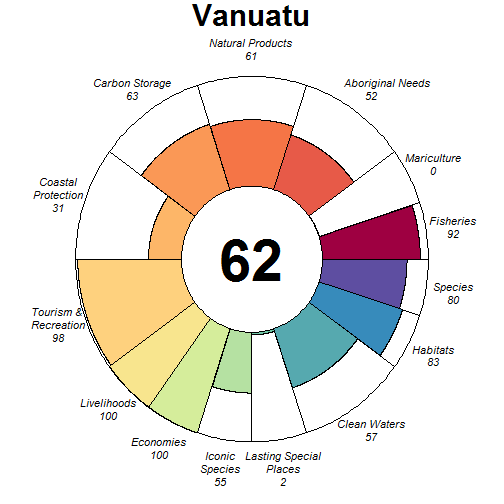 Vanuatu
Natural Products
61
Carbon Storage
63
Aboriginal Needs
52
Mariculture
0
Coastal
Protection
31
Fisheries
92
62
Species
80
Tourism &
Recreation
98
Habitats
83
Livelihoods
100
Clean Waters
57
Economies
100
Iconic
Species
55
Lasting Special
Places
2